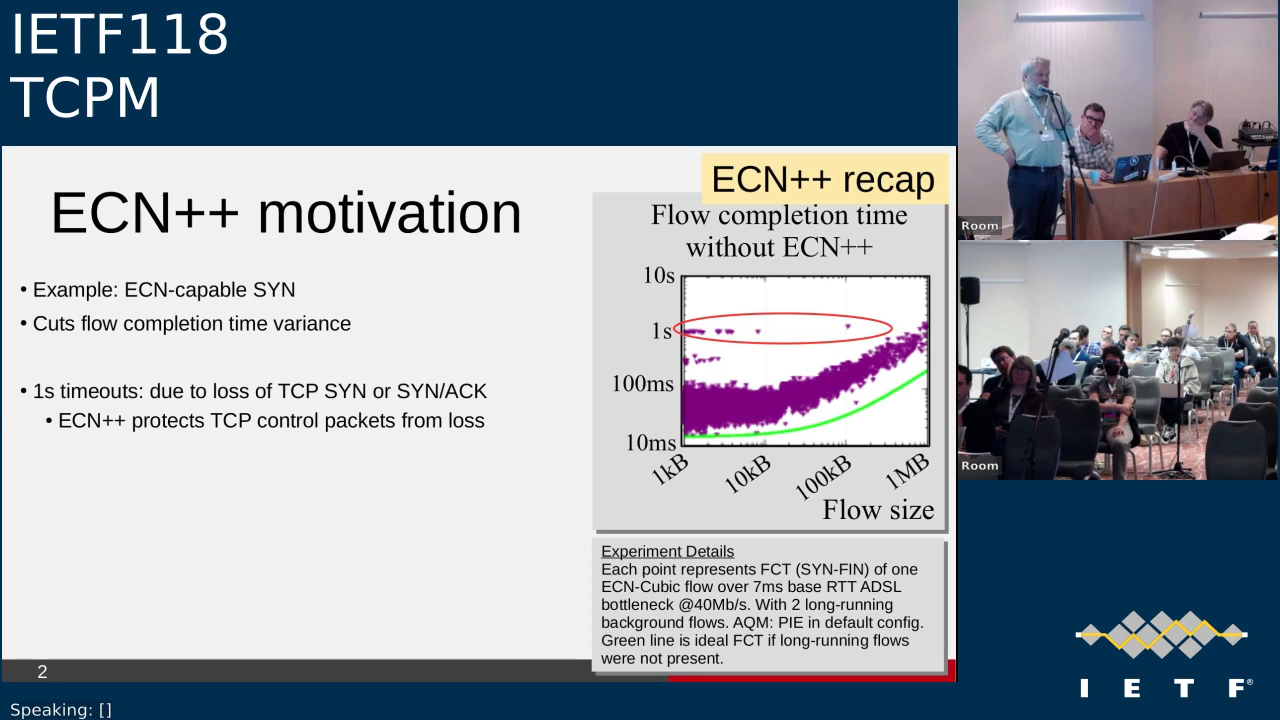 IETF118
TCPM
ECN++ recap
ECN++ motivation
• Example: ECN-capable SYN
• Cuts flow completion time variance
• 1s timeouts: due to loss of TCP SYN or SYN/ACK
• ECN++ protects TCP control packets from loss
Flow completion time
without ECN++
10s
1s
100ms
10ms
1kB
10kB
100kB
1MB
Flow size
Experiment Details
Each point represents FCT (SYN-FIN) of one
ECN-Cubic flow over 7ms base RTT ADSL
bottleneck @40Mb/s. With 2 long-running
background flows. AQM: PIE in default config.
Green line is ideal FCT if long-running flows
were not present.
2
Speaking: []
Room
Room
I E T F®